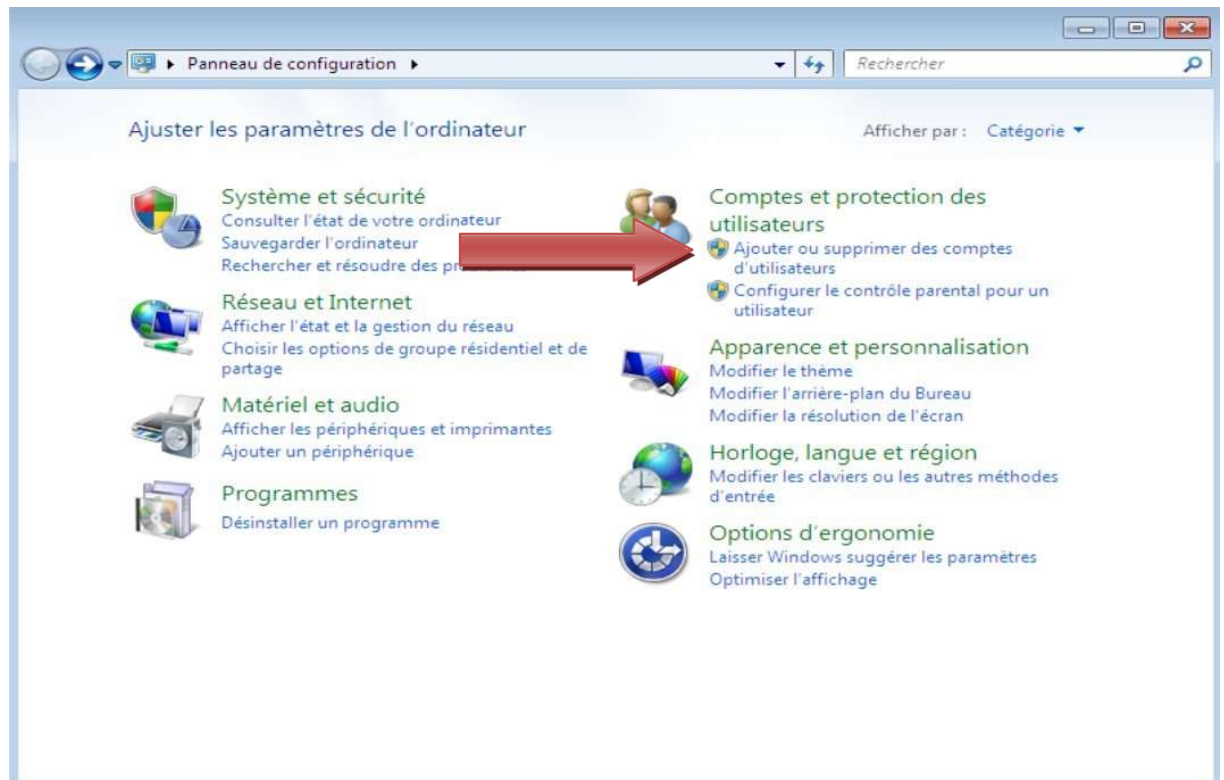 Panneau de configuration
Rechercher
Ajuster les paramètres de l'ordinateur
Afficher par : Catégorie
Système et sécurité
Consulter l'état de votre ordinateur
Sauvegarder l'ordinateur
Rechercher et résoudre des
Réseau et Internet
Afficher l'état et la gestion du réseau
Choisir les options de groupe résidentiel et de
partage
Matériel et audio
Afficher les périphériques et imprimantes
Ajouter un périphérique
Programmes
Désinstaller un programme
Comptes et protection des
utilisateurs
Ajouter ou supprimer des comptes
d'utilisateurs
Configurer le contrôle parental pour un
utilisateur
Apparence et personnalisation
Modifier le thème
Modifier l'arrière-plan du Bureau
Modifier la résolution de l'écran
Horloge, langue et région
Modifier les claviers ou les autres méthodes
d'entrée
Options d'ergonomie
Laisser Windows suggérer les paramètres
Optimiser l'affichage